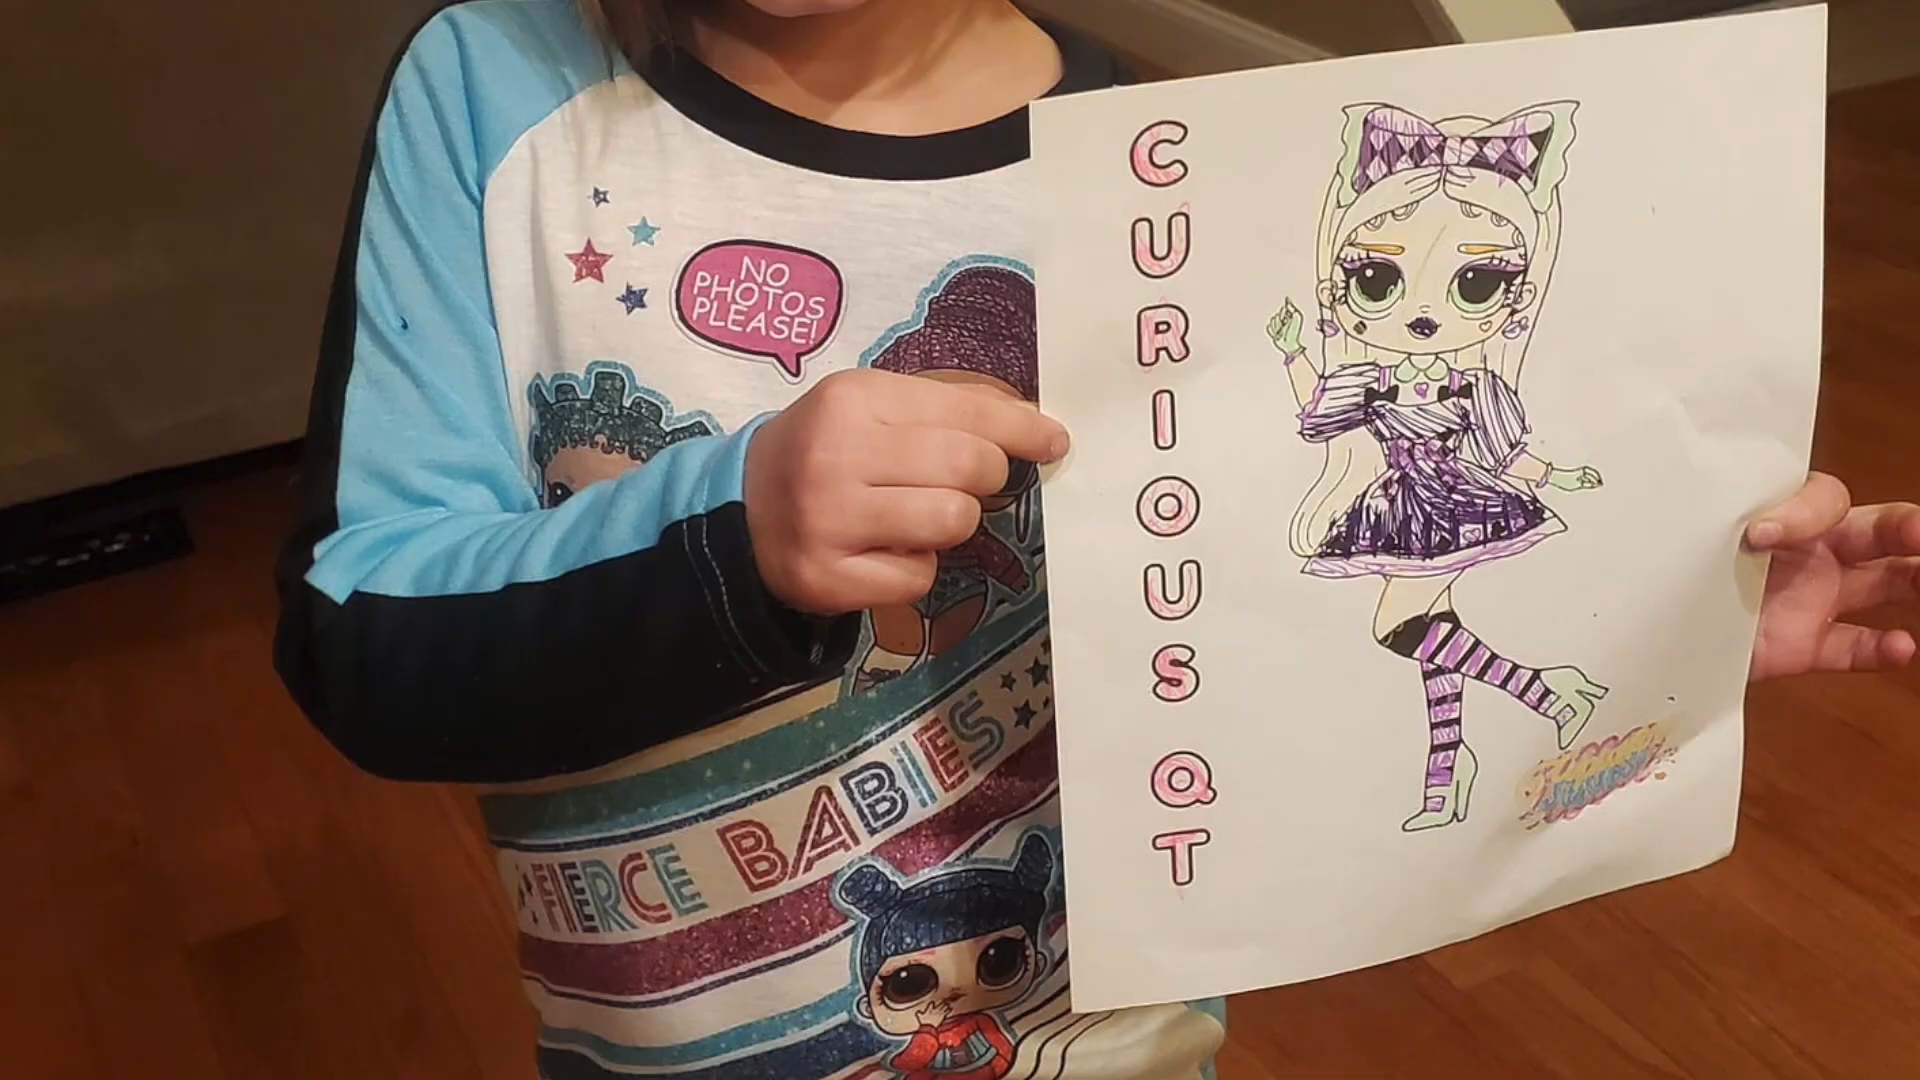 NO
PHOTOS
PLEASE!
FIERCE BABIES
CURIOUS QT